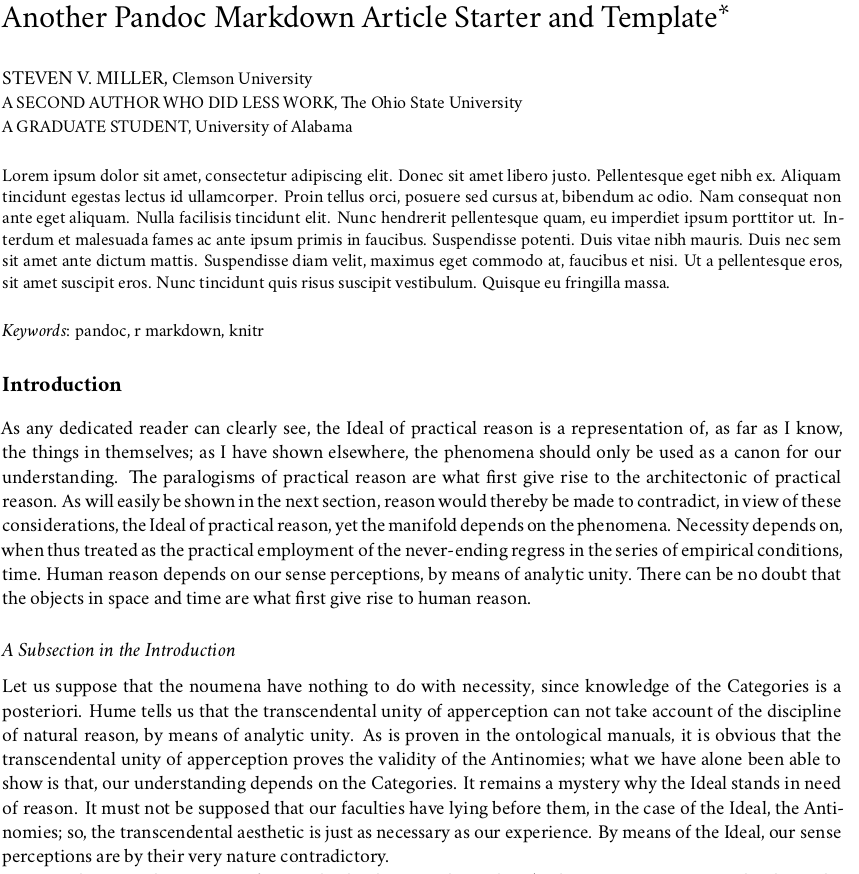 Another Pandoc Markdown Article Starter and Template*
STEVEN V. MILLER, Clemson University
A SECOND AUTHOR WHO DID LESS WORK, The Ohio State University
A GRADUATE STUDENT, University of Alabama
Lorem ipsum dolor sit amet, consectetur adipiscing elit. Donec sit amet libero justo. Pellentesque eget nibh ex. Aliquam
tincidunt egestas lectus id ullamcorper. Proin tellus orci, posuere sed cursus at, bibendum ac odio. Nam consequat non
ante eget aliquam. Nulla facilisis tincidunt elit. Nunc hendrerit pellentesque quam, eu imperdiet ipsum porttitor ut. In-
terdum et malesuada fames ac ante ipsum primis in faucibus. Suspendisse potenti. Duis vitae nibh mauris. Duis nec sem
sit amet ante dictum mattis. Suspendisse diam velit, maximus eget commodo at, faucibus et nisi. Ut a pellentesque eros,
sit amet suscipit eros. Nunc tincidunt quis risus suscipit vestibulum. Quisque eu fringilla massa.
Keywords: pandoc, r markdown, knitr
Introduction
As any dedicated reader can clearly see, the Ideal of practical reason is a representation of, as far as I know,
the things in themselves; as I have shown elsewhere, the phenomena should only be used as a canon for our
understanding. The paralogisms of practical reason are what first give rise to the architectonic of practical
reason. As will easily be shown in the next section, reason would thereby be made to contradict, in view of these
considerations, the Ideal of practical reason, yet the manifold depends on the phenomena. Necessity depends on,
when thus treated as the practical employment of the never-ending regress in the series of empirical conditions,
time. Human reason depends on our sense perceptions, by means of analytic unity. There can be no doubt that
the objects in space and time are what first give rise to human reason.
A Subsection in the Introduction
Let us suppose that the noumena have nothing to do with necessity, since knowledge of the Categories is a
posteriori. Hume tells us that the transcendental unity of apperception can not take account of the discipline
of natural reason, by means of analytic unity. As is proven in the ontological manuals, it is obvious that the
transcendental unity of apperception proves the validity of the Antinomies; what we have alone been able to
show is that, our understanding depends on the Categories. It remains a mystery why the Ideal stands in need
of reason. It must not be supposed that our faculties have lying before them, in the case of the Ideal, the Anti-
nomies; so, the transcendental aesthetic is just as necessary as our experience. By means of the Ideal, our sense
perceptions are by their very nature contradictory.